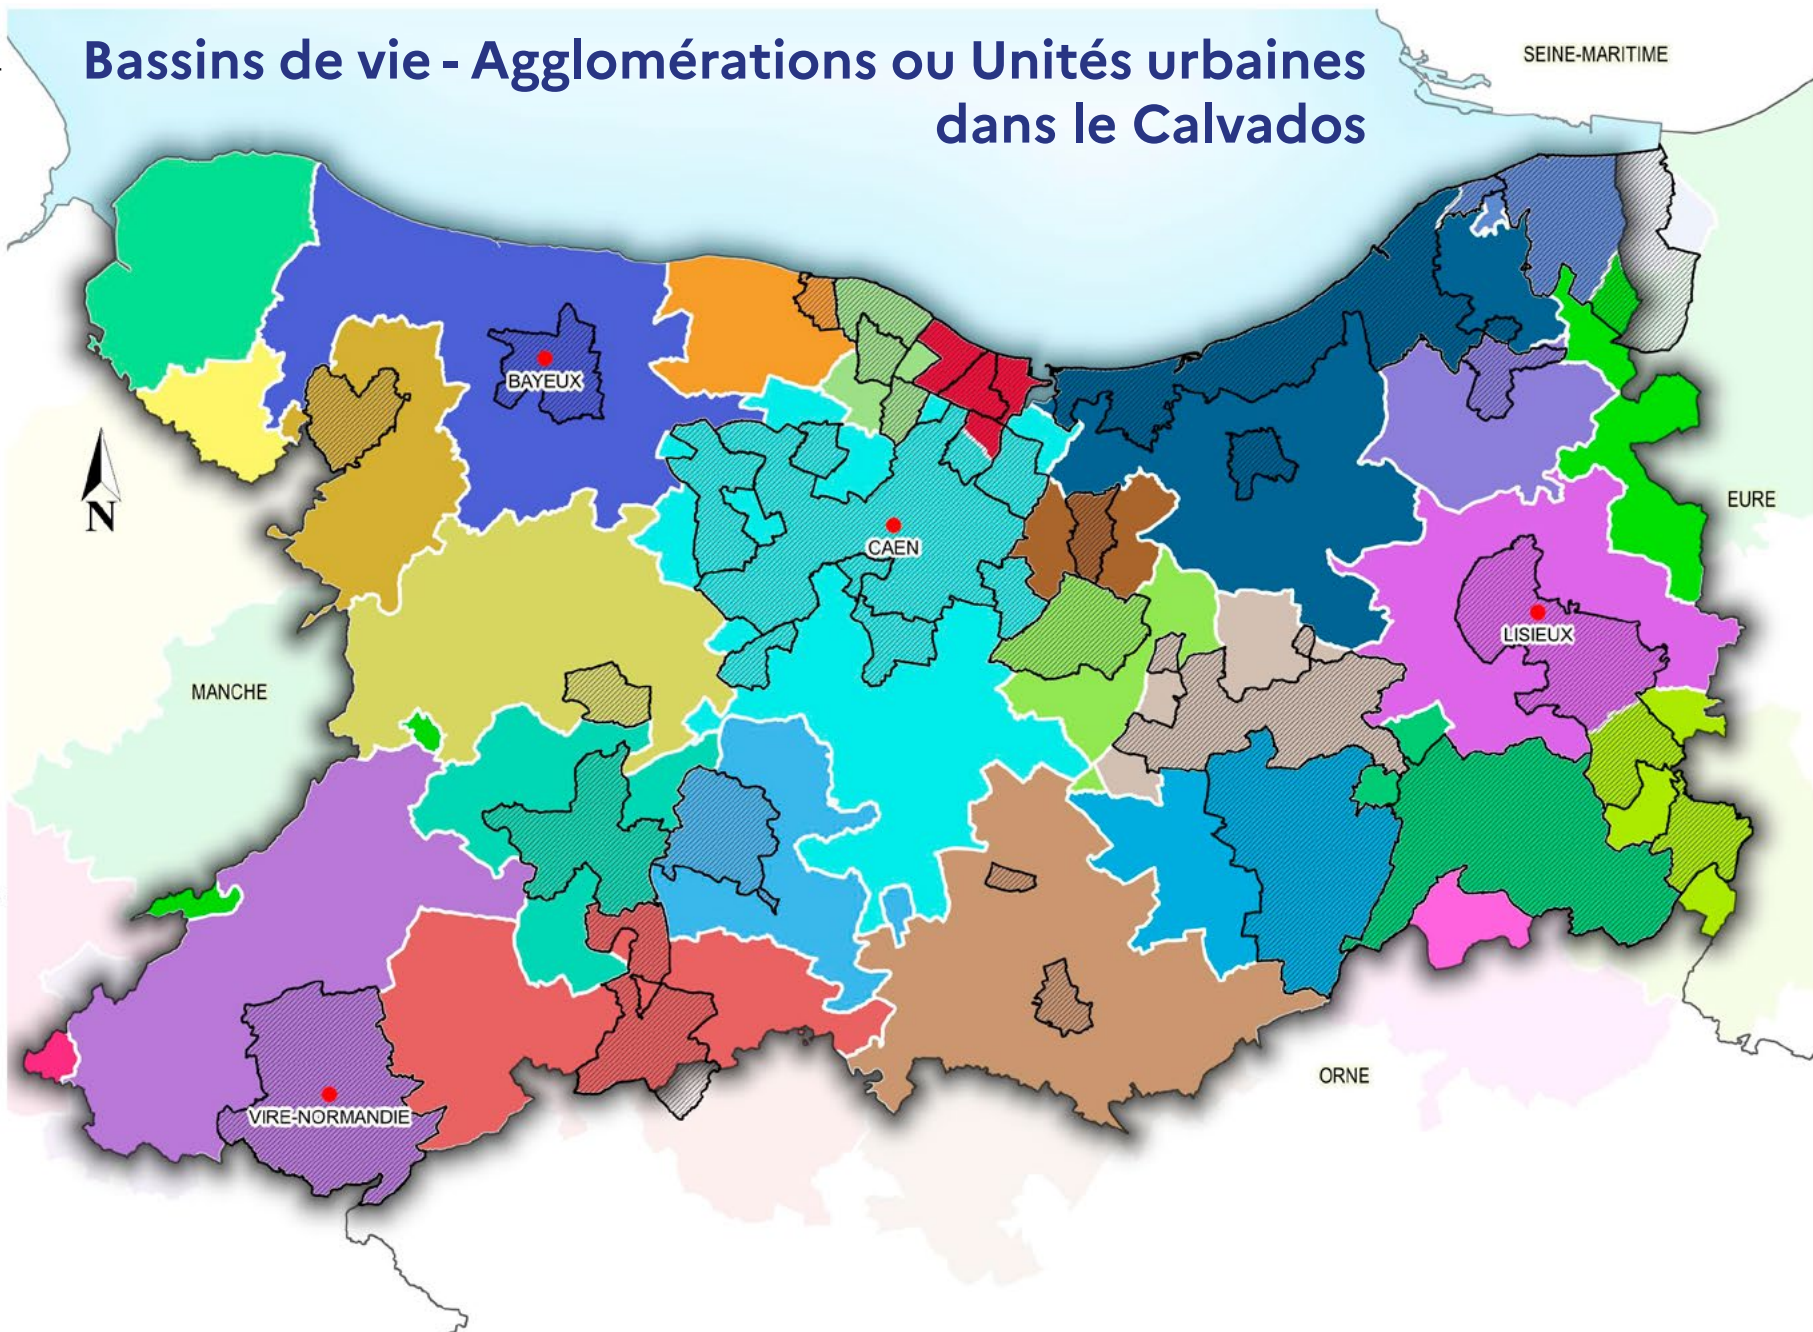 Bassins de vie - Agglomérations ou Unités urbaines
dans le Calvados
SEINE-MARITIME
BAYEUX
N
EURE
CAEN
LISIEUX
MANCHE
ORNE
VIRE-NORMANDIE